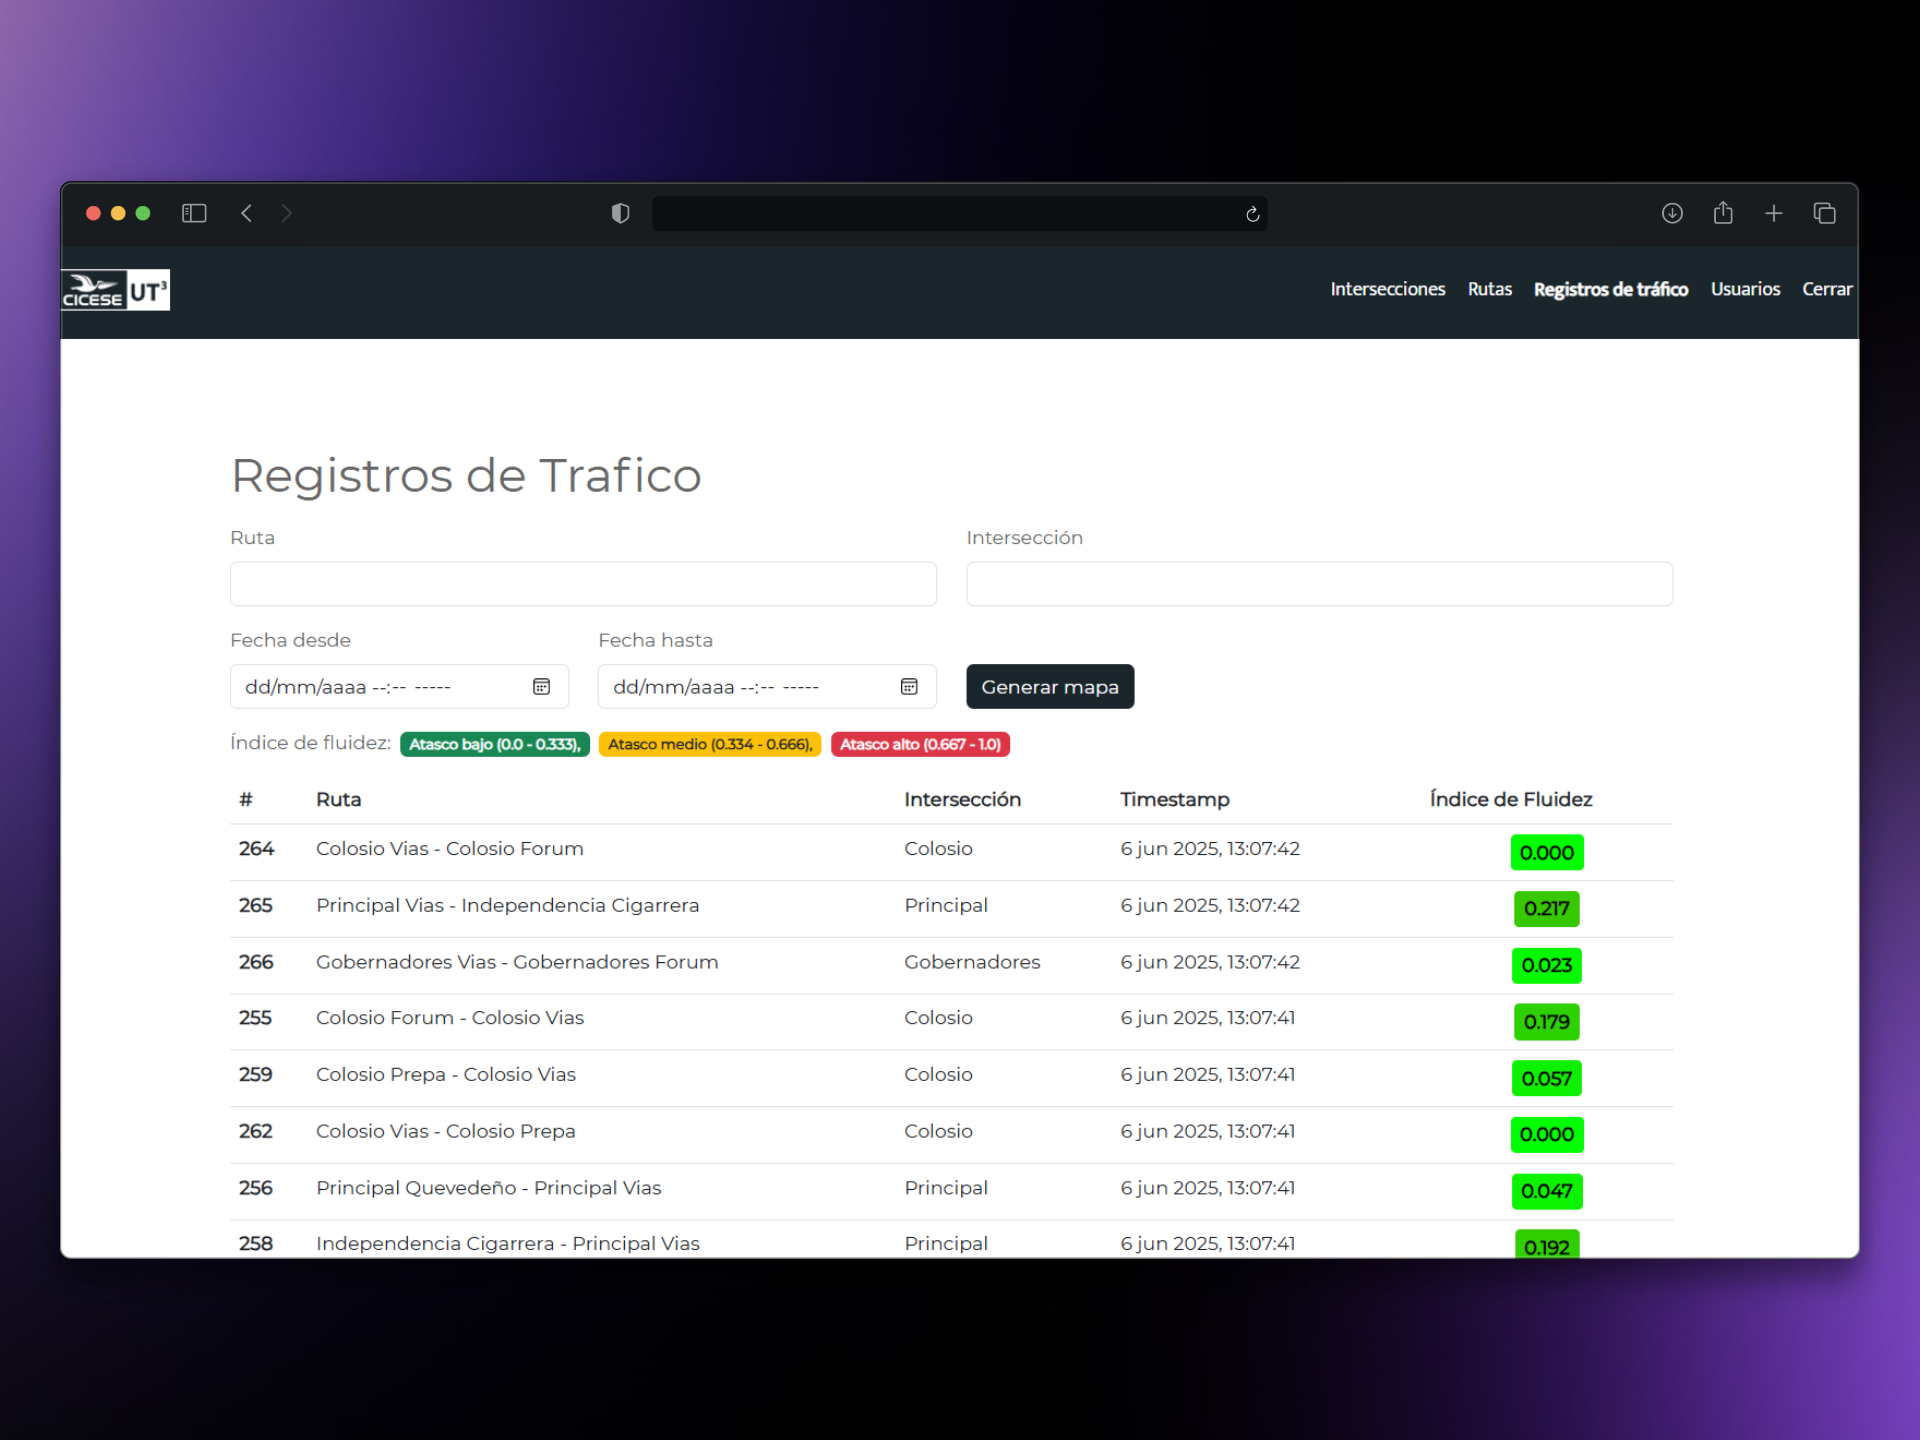 CICESE UT³
Intersecciones Rutas Registros de tráfico Usuarios Cerrar
Registros de Trafico
Ruta Intersección
Fecha desde Fecha hasta
dd/mm/aaaa --:-- ----- dd/mm/aaaa --:-- ----- Generar mapa
Índice de fluidez: Atasco bajo (0.0 - 0.333), Atasco medio (0.334 - 0.666), Atasco alto (0.667 - 1.0)
# Ruta Intersección Timestamp Índice de Fluidez
264 Colosio Vias - Colosio Forum Colosio 6 jun 2025, 13:07:42 0.000
265 Principal Vias - Independencia Cigarrera Principal 6 jun 2025, 13:07:42 0.217
266 Gobernadores Vias - Gobernadores Forum Gobernadores 6 jun 2025, 13:07:42 0.023
255 Colosio Forum - Colosio Vias Colosio 6 jun 2025, 13:07:41 0.179
259 Colosio Prepa - Colosio Vias Colosio 6 jun 2025, 13:07:41 0.057
262 Colosio Vias - Colosio Prepa Colosio 6 jun 2025, 13:07:41 0.000
256 Principal Quevedeño - Principal Vias Principal 6 jun 2025, 13:07:41 0.047
258 Independencia Cigarrera - Principal Vias Principal 6 jun 2025, 13:07:41 0.192